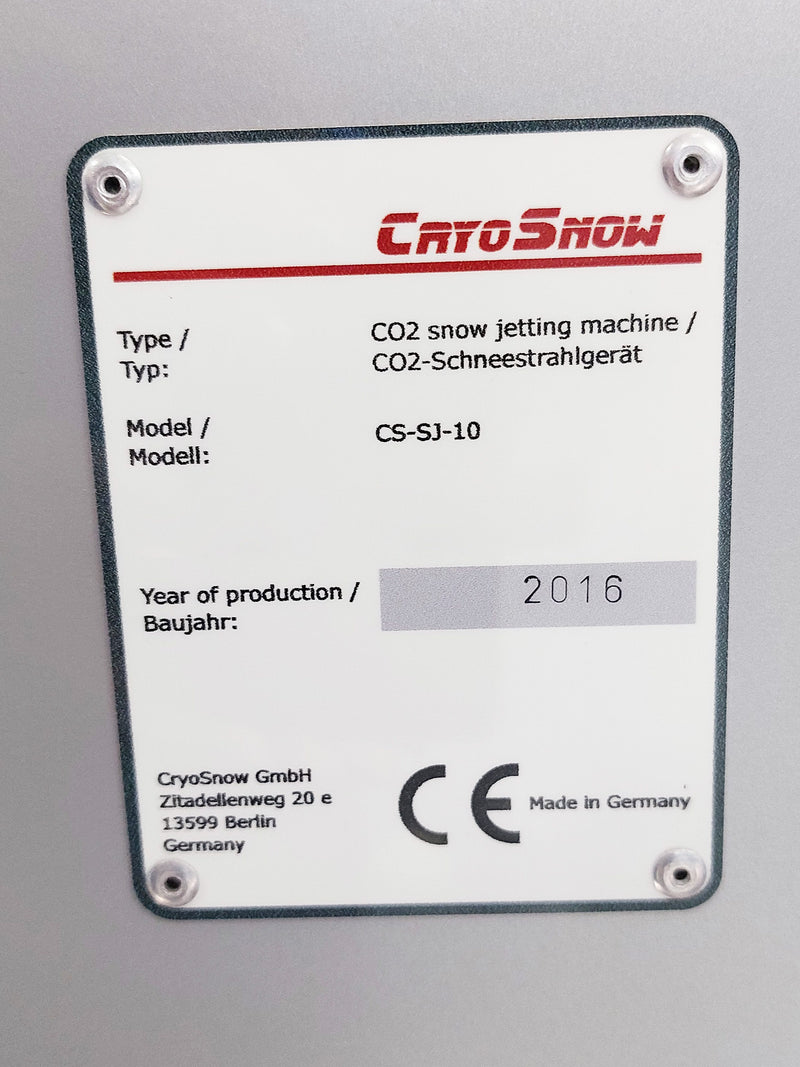 CRYOSNOW
Type / CO2 snow jetting machine /
Typ: CO2-Schneestrahlgerät
Model / CS-SJ-10
Modell:
Year of production / 2016
Baujahr:
CryoSnow GmbH
Zitadellenweg 20 e
13599 Berlin
Germany
CE Made in Germany